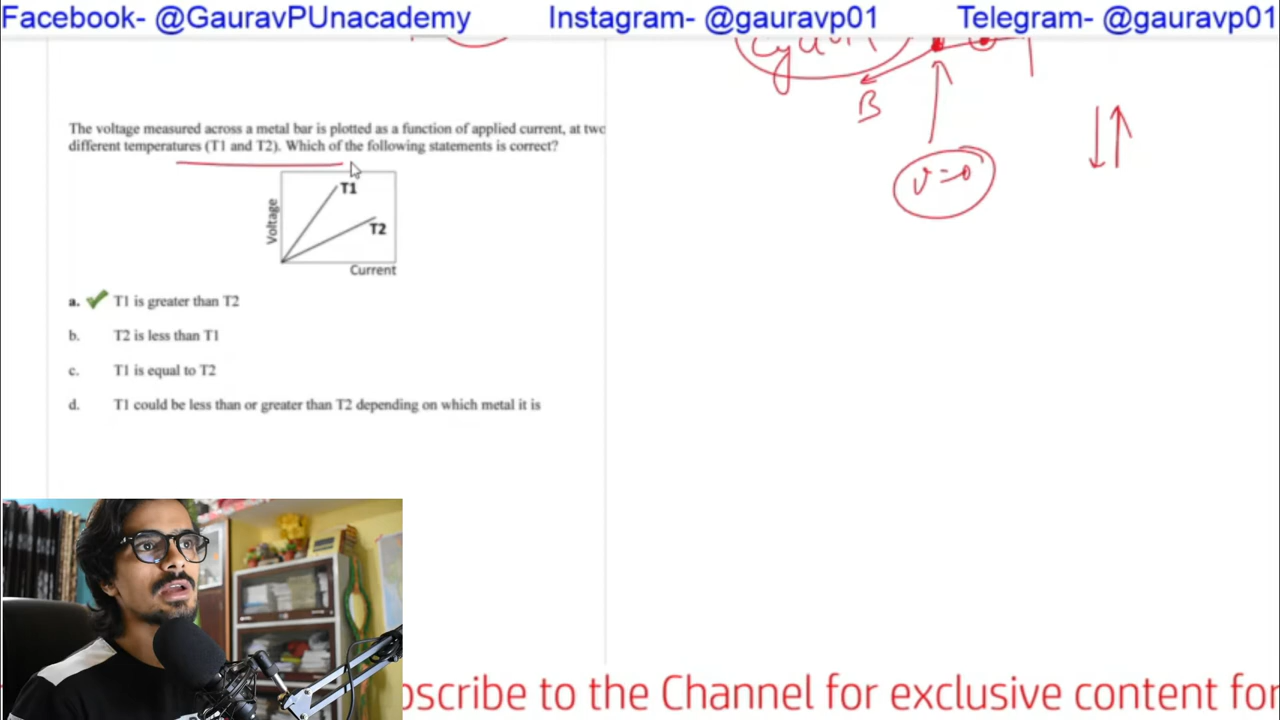 Facebook- @GauravPUnacademy Instagram- @gauravp01 Telegram- @gauravp01
B
v=0
The voltage measured across a metal bar is plotted as a function of applied current, at two
different temperatures (T1 and T2). Which of the following statements is correct?
T1
T2
Voltage
Current
a. T1 is greater than T2
b. T2 is less than T1
c. T1 is equal to T2
d. T1 could be less than or greater than T2 depending on which metal it is
bscribe to the Channel for exclusive content for